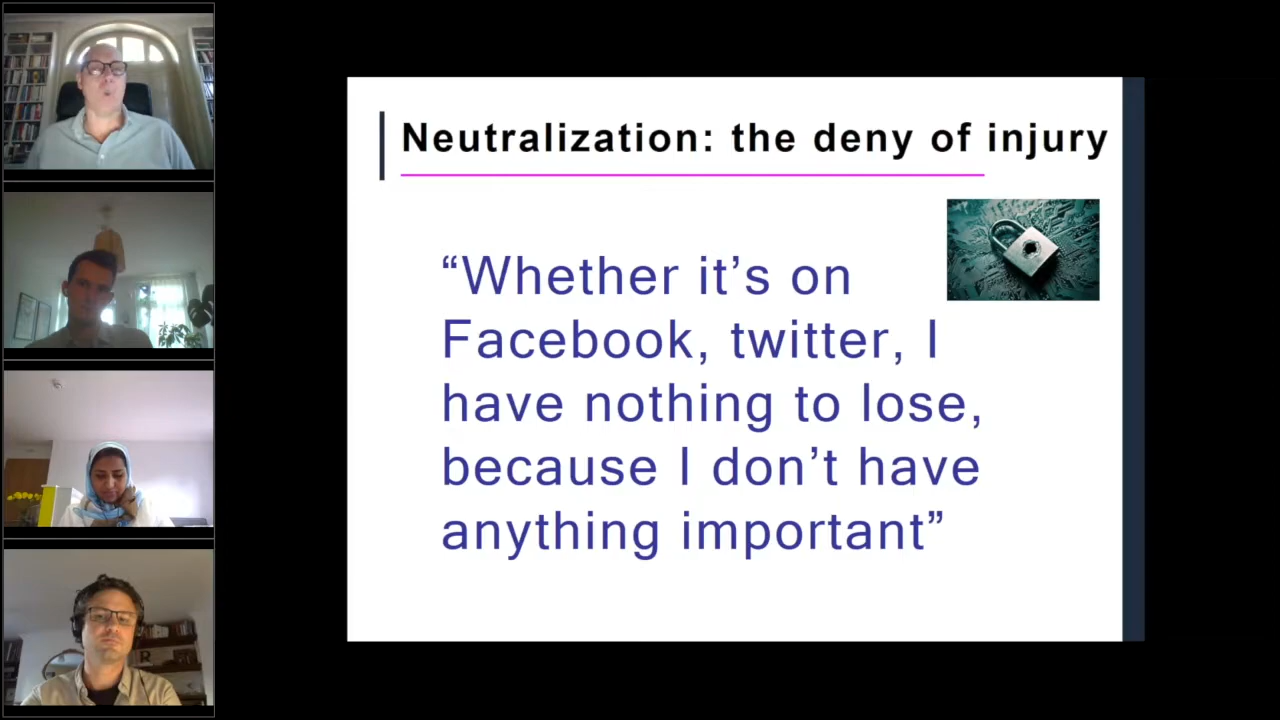 Neutralization: the deny of injury
“Whether it’s on
Facebook, twitter, I
have nothing to lose,
because I don’t have
anything important”